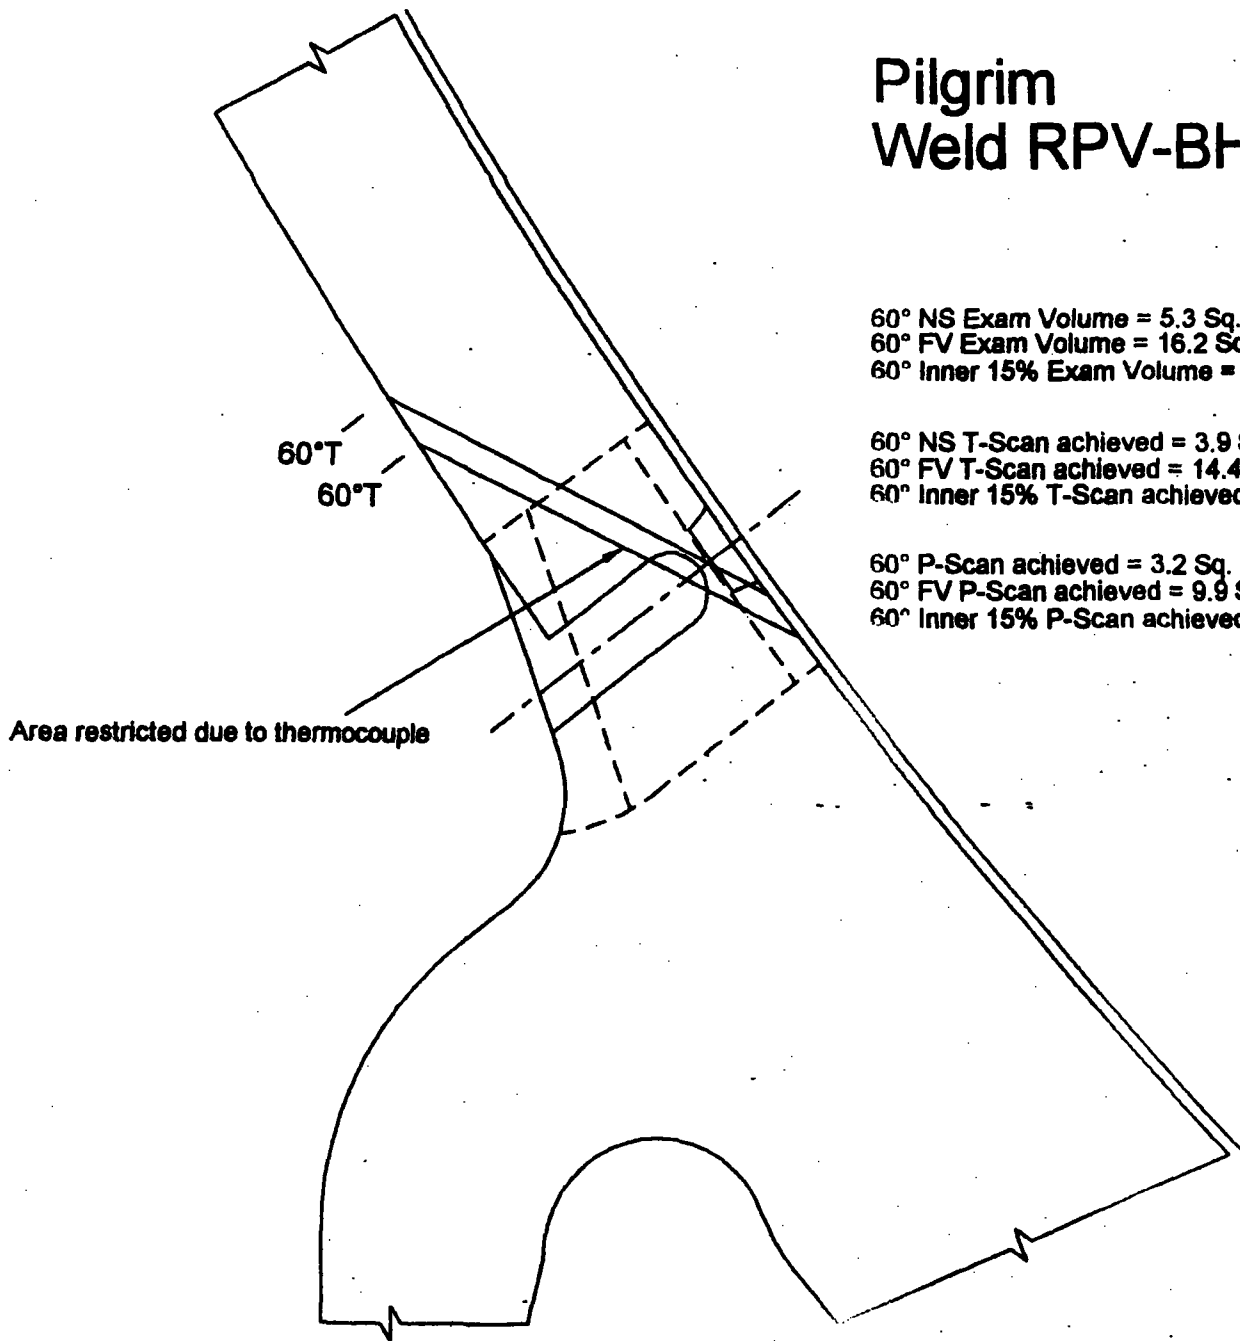 Pilgrim
Weld RPV-BH
60° NS Exam Volume = 5.3 Sq.
60° FV Exam Volume = 16.2 Sq
60° Inner 15% Exam Volume =
60°T
60° NS T-Scan achieved = 3.9 S
60° FV T-Scan achieved = 14.4
60° Inner 15% T-Scan achieved
60°T
60° P-Scan achieved = 3.2 Sq.
60° FV P-Scan achieved = 9.9 S
60° Inner 15% P-Scan achieved
Area restricted due to thermocouple